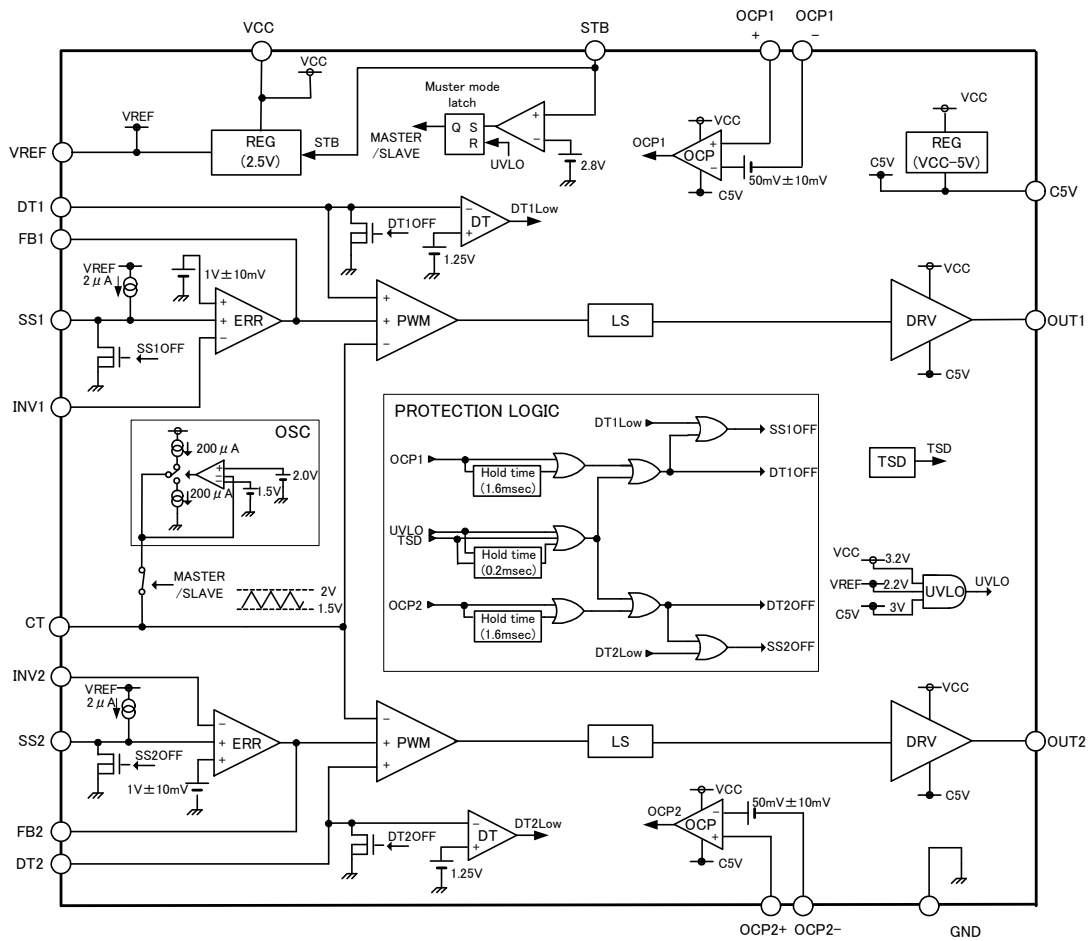 VCC
STB
OCP1
+
OCP1
-
VCC
Muster mode
latch
VREF
Q S
R
+
-
MASTER
/SLAVE
UVLO
2.8V
VREF
REG
(2.5V)
STB
VCC
OCP1
OCP
+
-
C5V
50mV±10mV
VCC
REG
(VCC-5V)
C5V
C5V
DT1
DT1OFF
-
+
DT
DT1Low
1.25V
FB1
VREF
2μA
1V±10mV
SS1
+
+
-
ERR
SS1OFF
+
+
-
PWM
LS
VCC
DRV
C5V
OUT1
INV1
OSC
200μA
200μA
+
-
-
2.0V
1.5V
MASTER
/SLAVE
2V
1.5V
CT
PROTECTION LOGIC
DT1Low
SS1OFF
OCP1
Hold time
(1.6msec)
DT1OFF
UVLO
TSD
Hold time
(0.2msec)
OCP2
Hold time
(1.6msec)
DT2OFF
DT2Low
SS2OFF
TSD
TSD
VCC
3.2V
VREF
2.2V
C5V
3V
UVLO
UVLO
INV2
VREF
2μA
SS2
-
+
+
ERR
SS2OFF
1V±10mV
-
+
+
PWM
LS
VCC
DRV
C5V
OUT2
FB2
DT2
DT2OFF
-
+
DT
DT2Low
1.25V
VCC
OCP2
OCP
-
+
C5V
50mV±10mV
OCP2+
OCP2-
GND